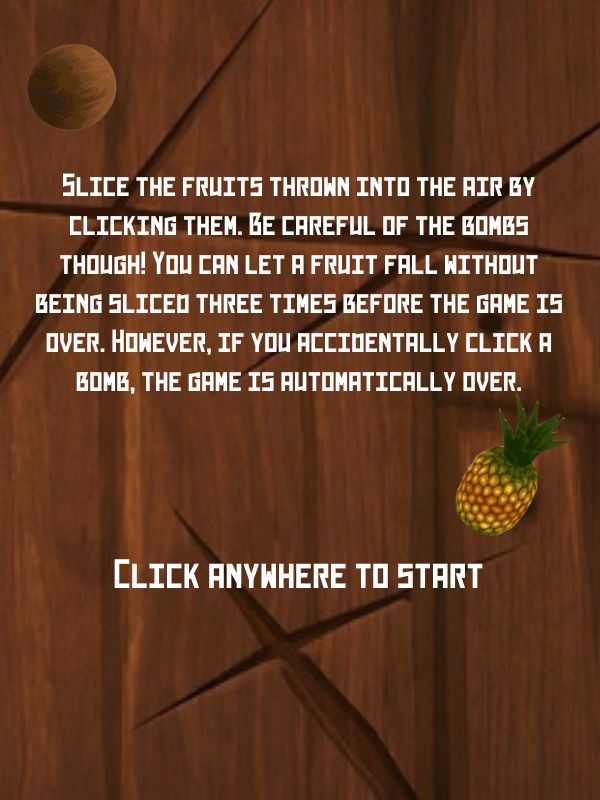 Slice the fruits thrown into the air by
clicking them. Be careful of the bombs
though! You can let a fruit fall without
being sliced three times before the game is
over. However, if you accidentally click a
bomb, the game is automatically over.
Click anywhere to start